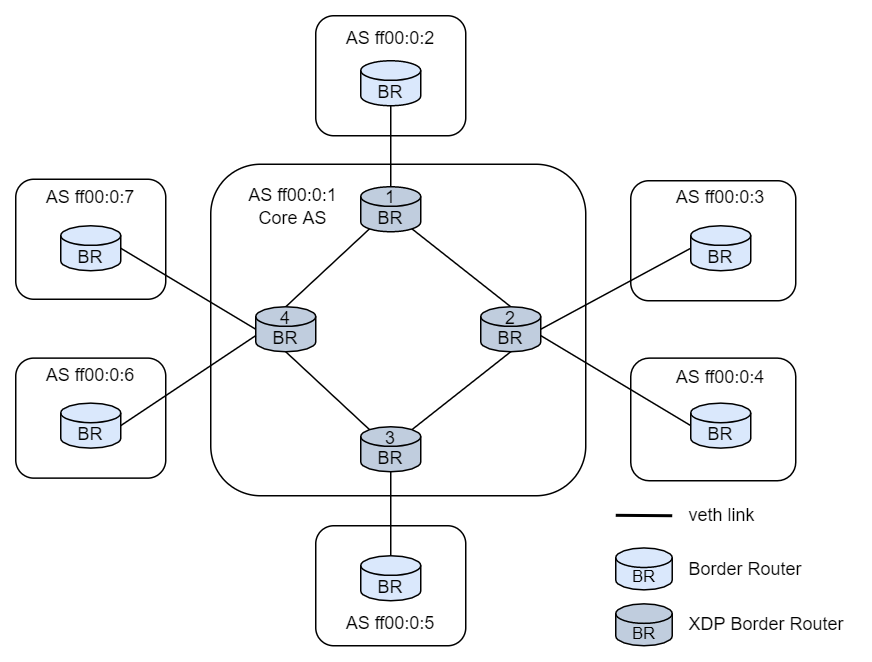 AS ff00:0:2
BR
AS ff00:0:1
Core AS
1
BR
AS ff00:0:7
BR
AS ff00:0:3
BR
4
BR
2
BR
AS ff00:0:6
BR
AS ff00:0:4
BR
3
BR
BR
AS ff00:0:5
veth link
BR
Border Router
BR
XDP Border Router